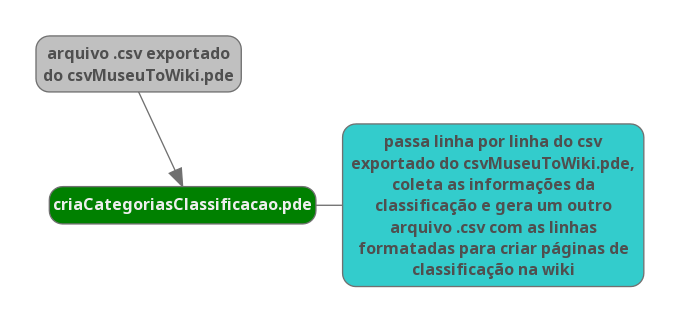 arquivo .csv exportado
do csvMuseuToWiki.pde
passa linha por linha do csv
exportado do csvMuseuToWiki.pde,
coleta as informações da
classificação e gera um outro
arquivo .csv com as linhas
formatadas para criar páginas de
classificação na wiki
criaCategoriasClassificacao.pde